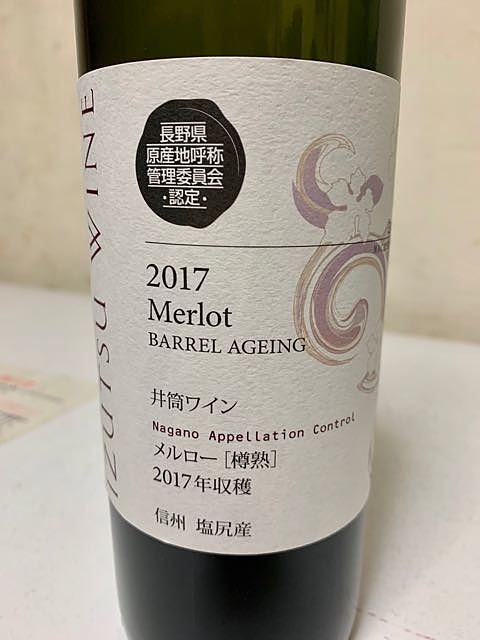 IZUTSU WINE
長野県
原産地呼称
管理委員会
・認定・
2017
Merlot
BARREL AGEING
井筒ワイン
Nagano Appellation Control
メルロー［樽熟］
2017年収穫
信州 塩尻産